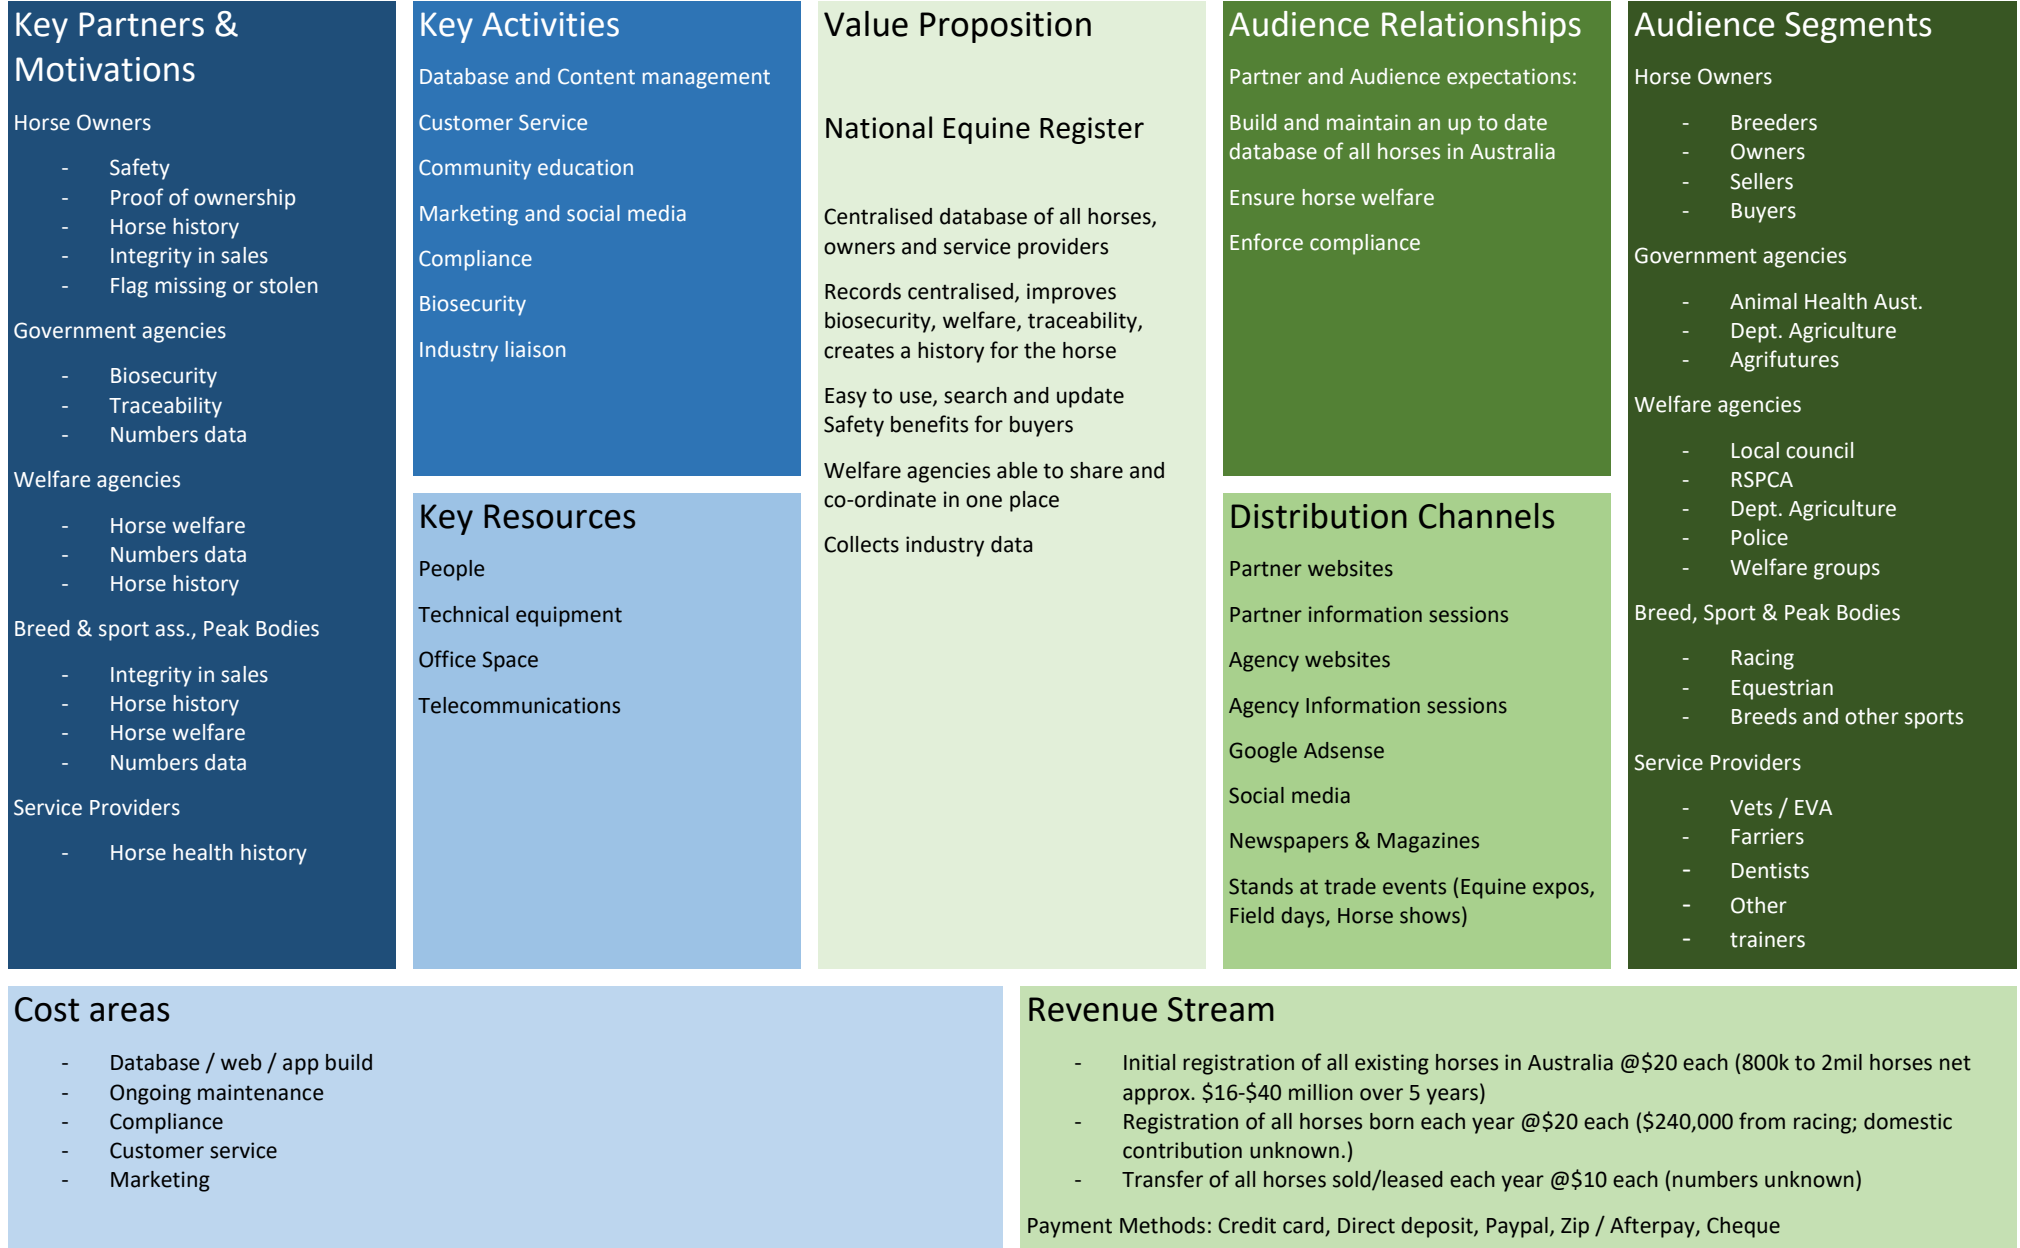 Key Partners &
Motivations
Horse Owners
- Safety
- Proof of ownership
- Horse history
- Integrity in sales
- Flag missing or stolen
Government agencies
- Biosecurity
- Traceability
- Numbers data
Welfare agencies
- Horse welfare
- Numbers data
- Horse history
Breed & sport ass., Peak Bodies
- Integrity in sales
- Horse history
- Horse welfare
- Numbers data
Service Providers
- Horse health history
Key Activities
Database and Content management
Customer Service
Community education
Marketing and social media
Compliance
Biosecurity
Industry liaison
Key Resources
People
Technical equipment
Office Space
Telecommunications
Value Proposition
National Equine Register
Centralised database of all horses,
owners and service providers
Records centralised, improves
biosecurity, welfare, traceability,
creates a history for the horse
Easy to use, search and update
Safety benefits for buyers
Welfare agencies able to share and
co-ordinate in one place
Collects industry data
Audience Relationships
Partner and Audience expectations:
Build and maintain an up to date
database of all horses in Australia
Ensure horse welfare
Enforce compliance
Distribution Channels
Partner websites
Partner information sessions
Agency websites
Agency Information sessions
Google Adsense
Social media
Newspapers & Magazines
Stands at trade events (Equine expos,
Field days, Horse shows)
Audience Segments
Horse Owners
- Breeders
- Owners
- Sellers
- Buyers
Government agencies
- Animal Health Aust.
- Dept. Agriculture
- Agrifutures
Welfare agencies
- Local council
- RSPCA
- Dept. Agriculture
- Police
- Welfare groups
Breed, Sport & Peak Bodies
- Racing
- Equestrian
- Breeds and other sports
Service Providers
- Vets / EVA
- Farriers
- Dentists
- Other
- trainers
Cost areas
- Database / web / app build
- Ongoing maintenance
- Compliance
- Customer service
- Marketing
Revenue Stream
- Initial registration of all existing horses in Australia @$20 each (800k to 2mil horses net
approx. $16-$40 million over 5 years)
- Registration of all horses born each year @$20 each ($240,000 from racing; domestic
contribution unknown.)
- Transfer of all horses sold/leased each year @$10 each (numbers unknown)
Payment Methods: Credit card, Direct deposit, Paypal, Zip / Afterpay, Cheque